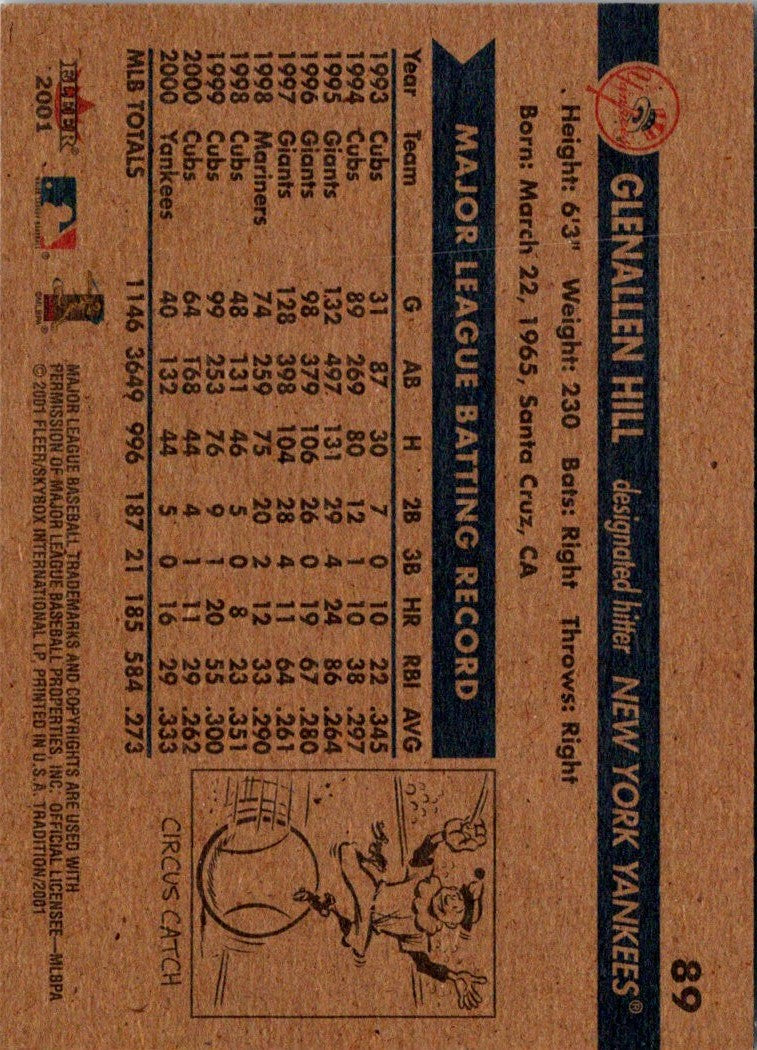 89
GLENALLEN HILL designated hitter NEW YORK YANKEES®
Yankees
Height: 6'3" Weight: 230 Bats: Right Throws: Right
Born: March 22, 1965, Santa Cruz, CA
MAJOR LEAGUE BATTING RECORD
Year Team G AB H 2B 3B HR RBI AVG
1993 Cubs 31 87 30 7 0 10 22 .345
1994 Cubs 89 269 80 12 1 10 38 .297
1995 Giants 132 497 131 29 4 24 86 .264
1996 Giants 98 379 106 26 0 19 67 .280
1997 Giants 128 398 104 28 4 11 64 .261
1998 Mariners 74 259 75 20 2 12 33 .290
1998 Cubs 48 131 46 5 0 8 23 .351
1999 Cubs 99 253 76 9 1 20 55 .300
2000 Cubs 64 168 44 4 1 11 29 .262
2000 Yankees 40 132 44 5 0 16 29 .333
MLB TOTALS 1146 3649 996 187 21 185 584 .273
CIRCUS CATCH
FLEER
2001
MAJOR LEAGUE BASEBALL TRADEMARKS AND COPYRIGHTS ARE USED WITH
PERMISSION OF MAJOR LEAGUE BASEBALL PROPERTIES, INC. OFFICIAL LICENSEE—MLBPA
© 2001 FLEER/SKYBOX INTERNATIONAL LP, PRINTED IN U.S.A. TRADITION/2001